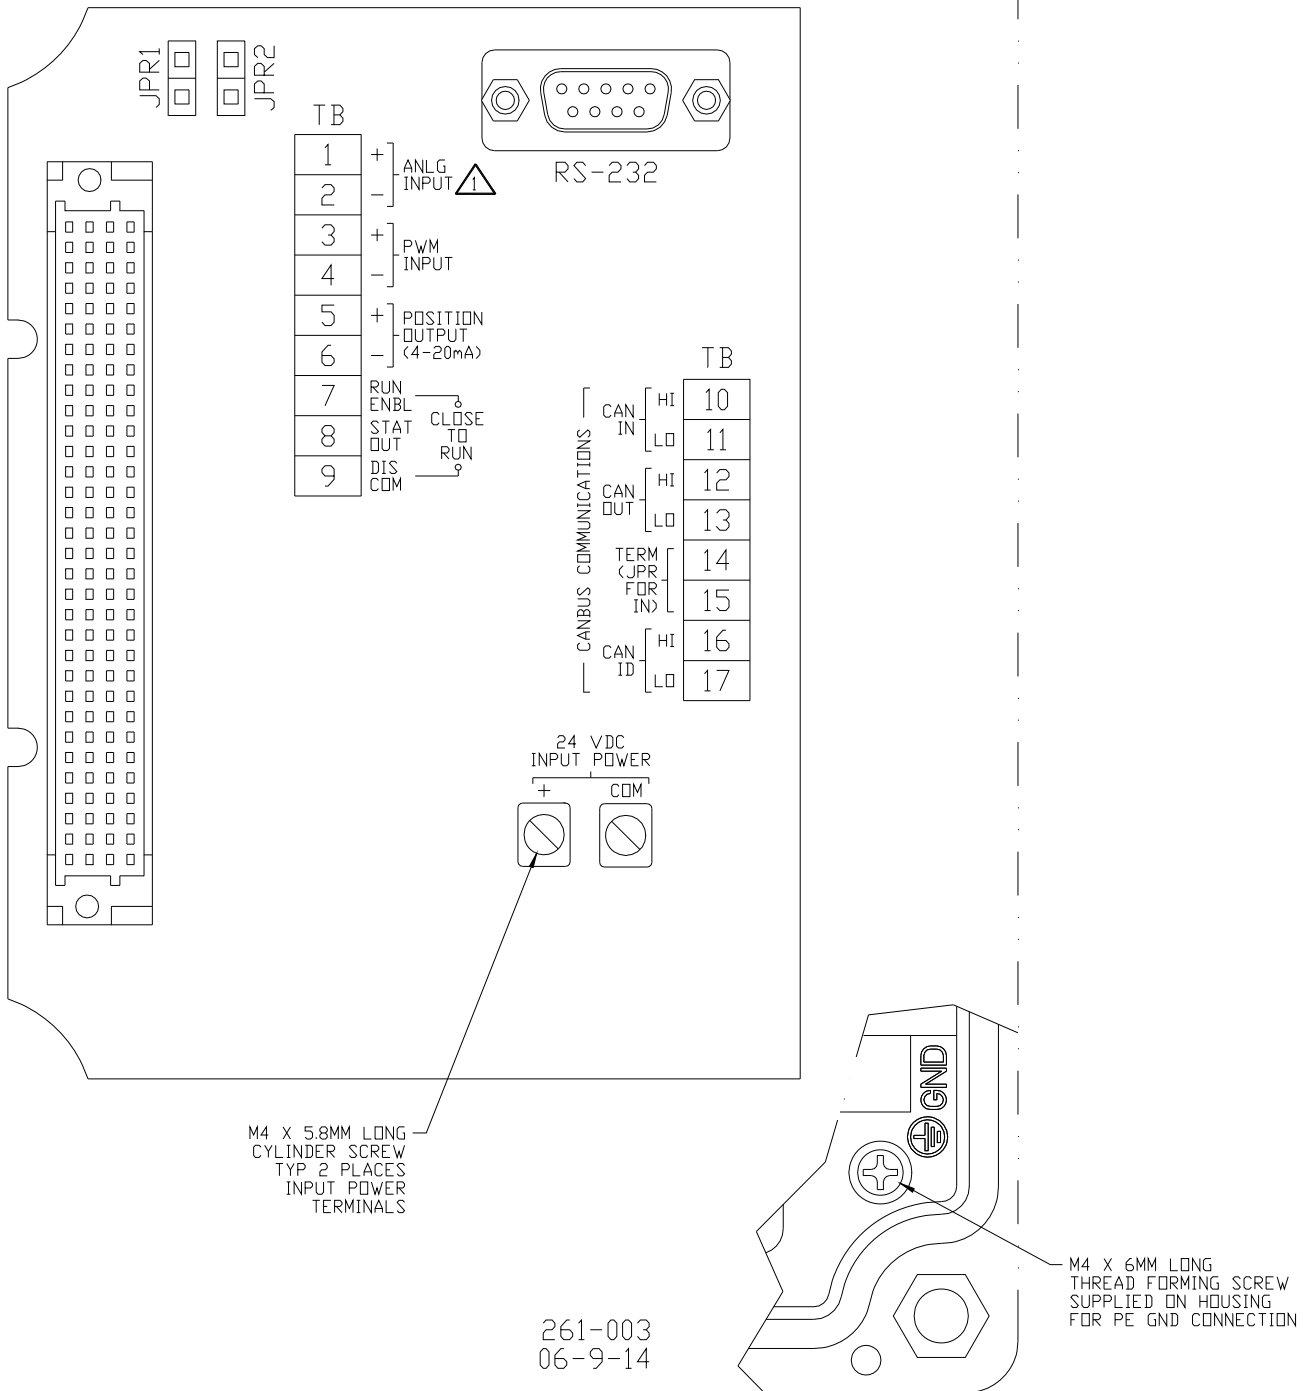 JPR1
JPR2
TB
1
+
ANLG
INPUT
1
2
-
3
+
PWM
INPUT
4
-
5
+
POSITION
OUTPUT
(4-20mA)
6
-
7
RUN
ENBL
8
STAT
OUT
9
DIS
COM
CLOSE
TO
RUN
RS-232
TB
CANBUS COMMUNICATIONS
CAN
IN
HI
10
LO
11
CAN
OUT
HI
12
LO
13
TERM
(JPR
FOR
IN)
14
15
CAN
ID
HI
16
LO
17
24 VDC
INPUT POWER
+
COM
M4 X 5.8MM LONG
CYLINDER SCREW
TYP 2 PLACES
INPUT POWER
TERMINALS
GND
M4 X 6MM LONG
THREAD FORMING SCREW
SUPPLIED ON HOUSING
FOR PE GND CONNECTION
261-003
06-9-14